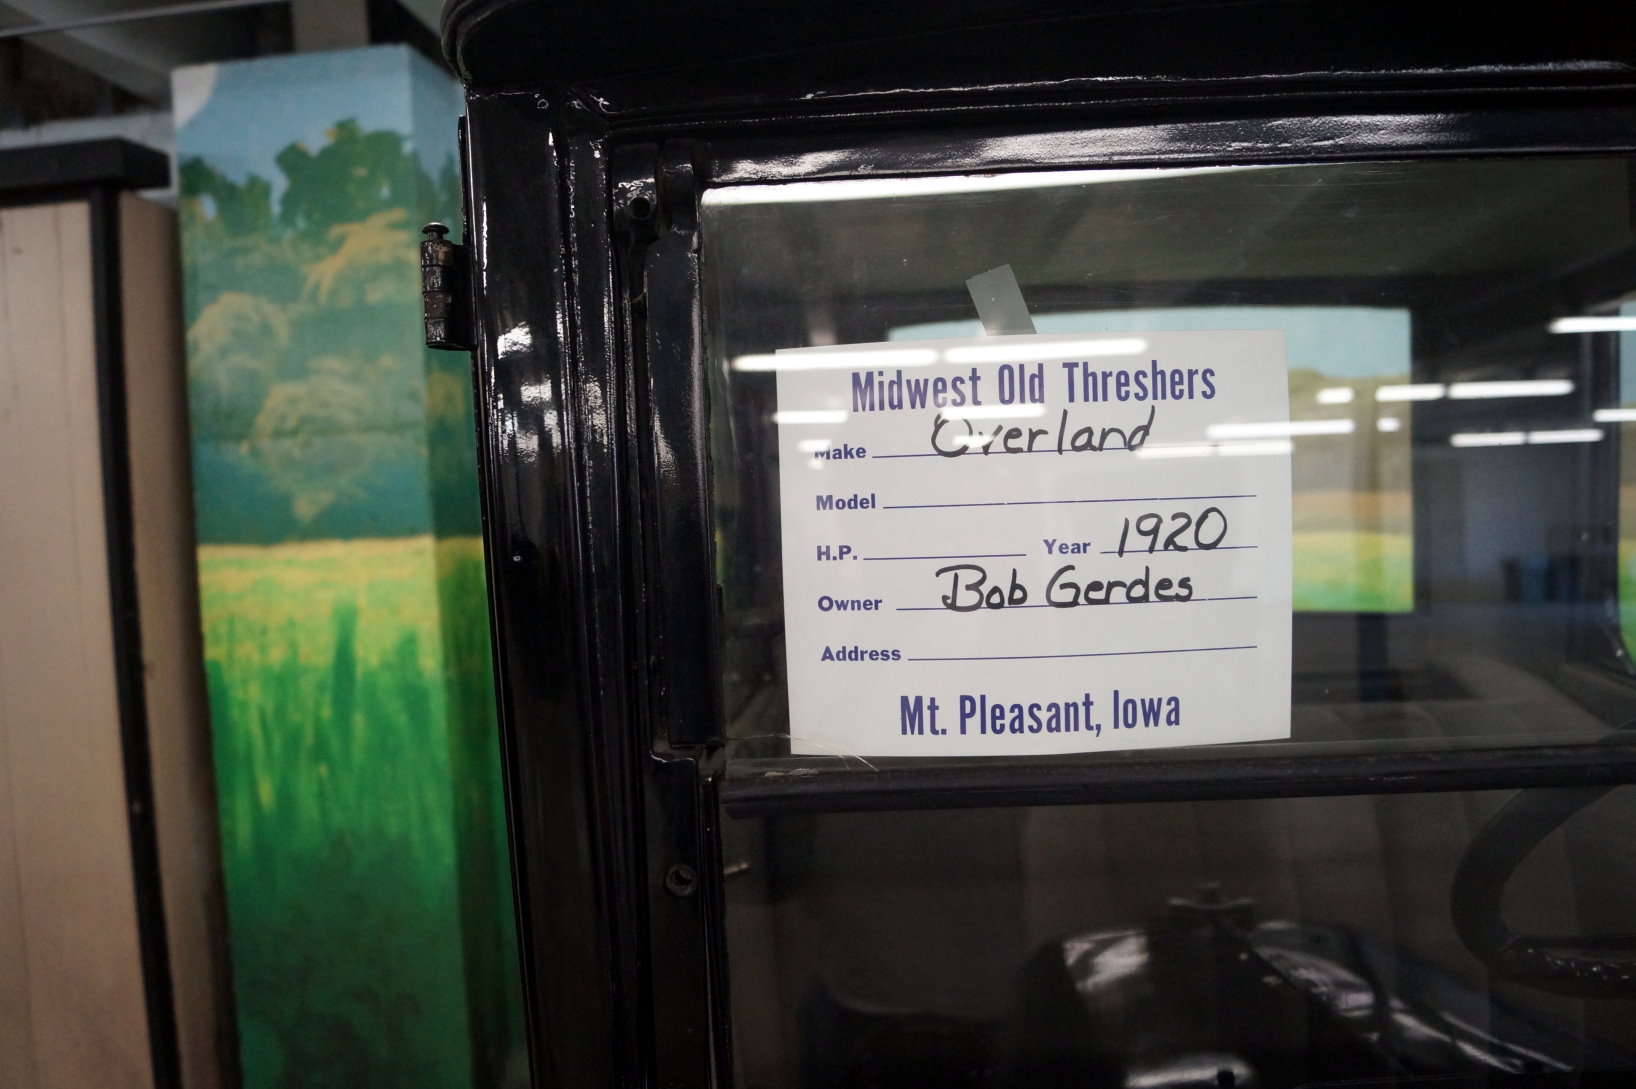 Midwest Old Threshers
Make Overland
Model
H.P. Year 1920
Owner Bob Gerdes
Address
Mt. Pleasant, Iowa